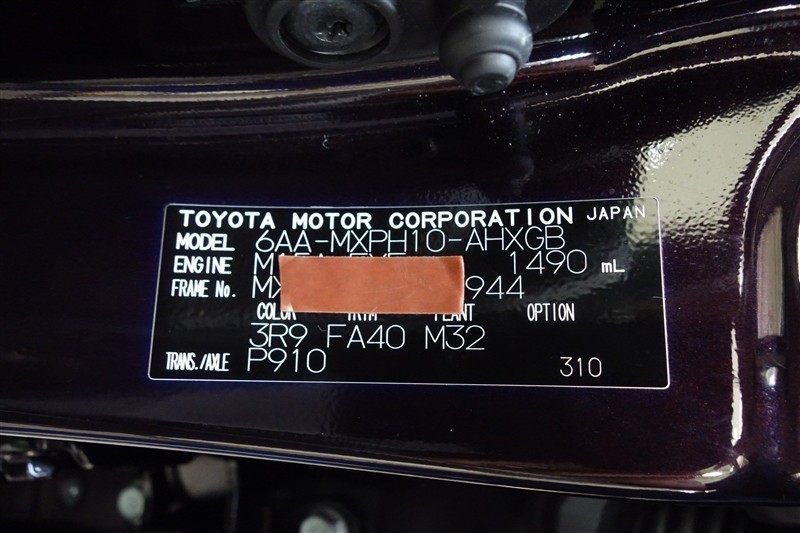 TOYOTA MOTOR CORPORATION JAPAN
MODEL 6AA-MXPH10-AHXGB
ENGINE 1490 mL
FRAME No. 944
COLOR TRIM PLANT OPTION
3R9 FA40 M32
TRANS./AXLE P910 310